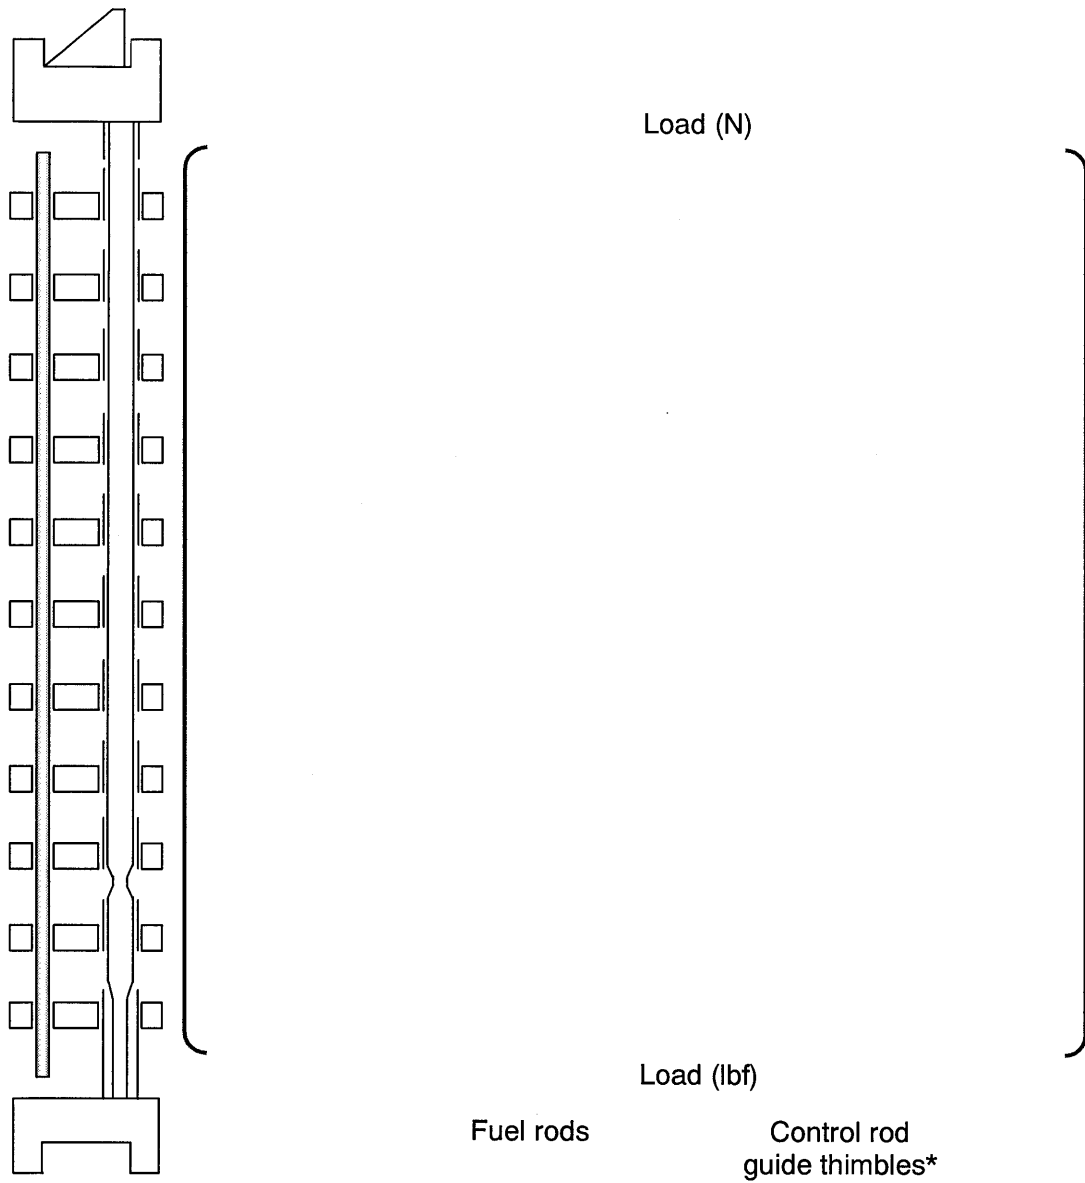 Load (N)
Load (lbf)
Fuel rods
Control rod
guide thimbles*